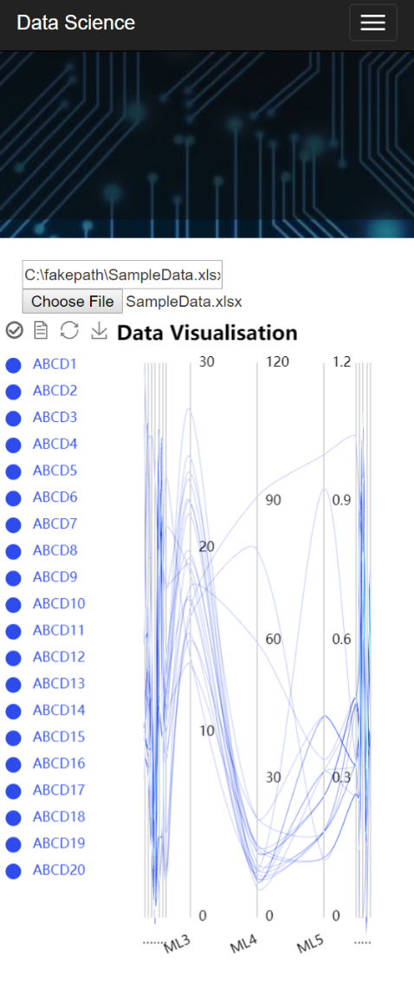 Data Science
C:\fakepath\SampleData.xls
Choose File SampleData.xlsx
Data Visualisation
ABCD1
ABCD2
ABCD3
ABCD4
ABCD5
ABCD6
ABCD7
ABCD8
ABCD9
ABCD10
ABCD11
ABCD12
ABCD13
ABCD14
ABCD15
ABCD16
ABCD17
ABCD18
ABCD19
ABCD20
30 120 1.2
90 0.9
20
60 0.6
10
30 0.3
0 0 0
...... ML3 ML4 ML5 .....